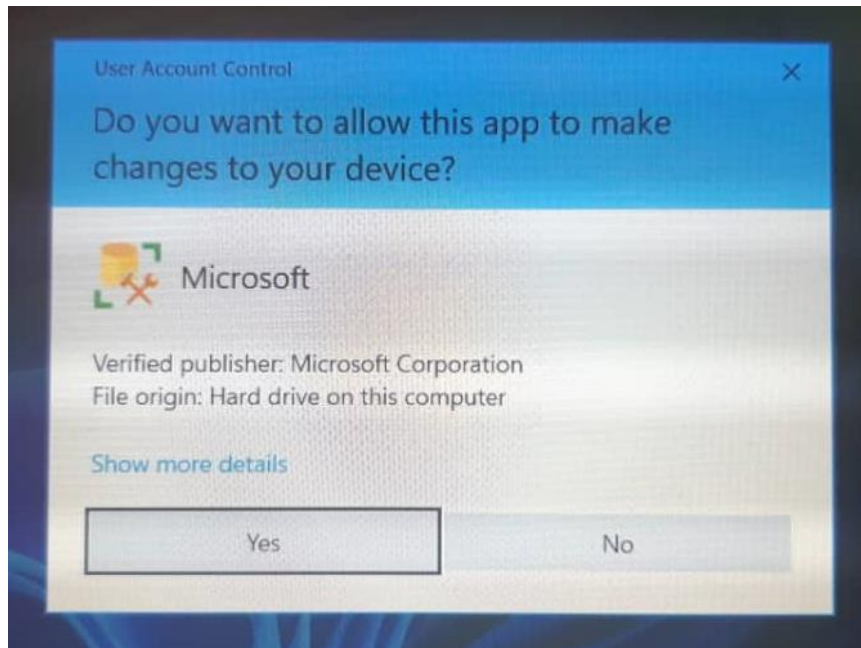 User Account Control
Do you want to allow this app to make
changes to your device?
Microsoft
Verified publisher: Microsoft Corporation
File origin: Hard drive on this computer
Show more details
Yes
No